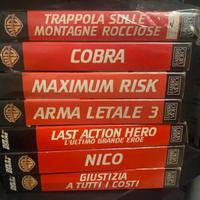 TRAPPOLA SULLE
MONTAGNE ROCCIOSE
COBRA
MAXIMUM RISK
ARMA LETALE 3
LAST ACTION HERO
L'ULTIMO GRANDE EROE
NICO
GIUSTIZIA
A TUTTI I COSTI